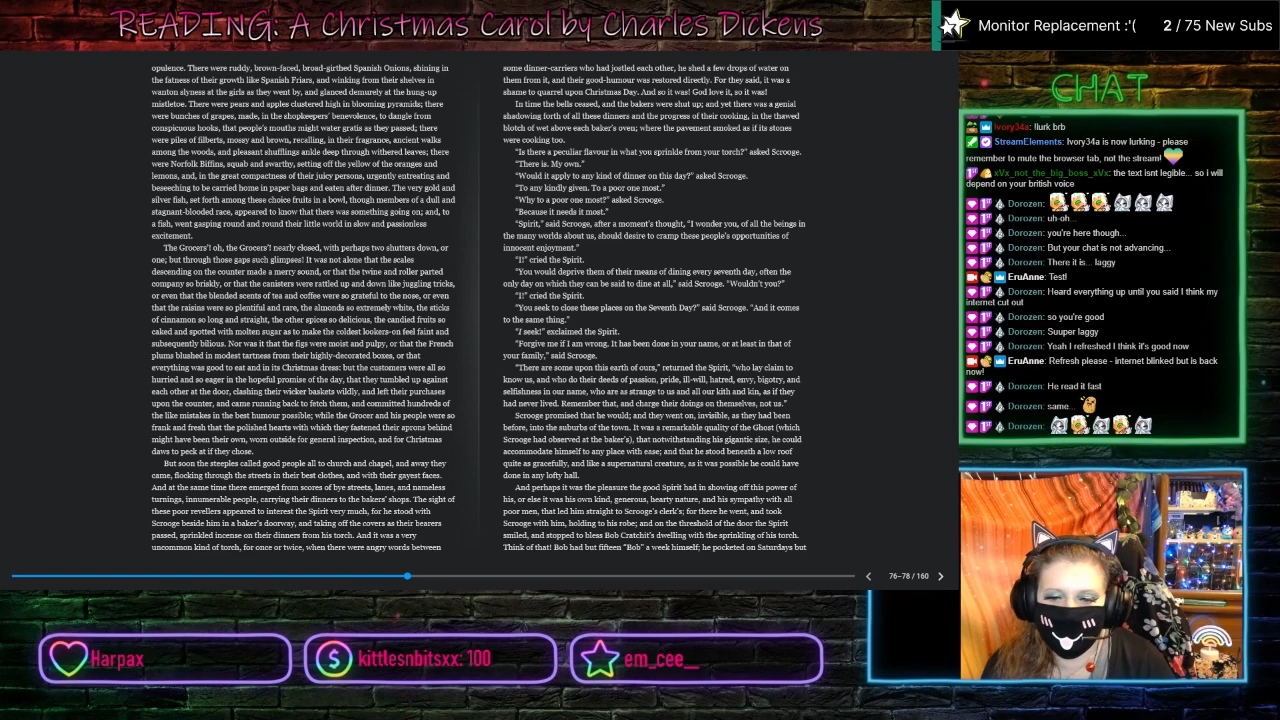 READING: A Christmas Carol by Charles Dickens
Monitor Replacement :'( 2 / 75 New Subs
opulence. There were ruddy, brown-faced, broad-girthed Spanish Onions, shining in
the fatness of their growth like Spanish Friars, and winking from their shelves in
wanton slyness at the girls as they went by, and glanced demurely at the hung-up
mistletoe. There were pears and apples clustered high in blooming pyramids; there
were bunches of grapes, made, in the shopkeepers' benevolence, to dangle from
conspicuous hooks, that people's mouths might water gratis as they passed; there
were piles of filberts, mossy and brown, recalling, in their fragrance, ancient walks
among the woods, and pleasant shufflings ankle deep through withered leaves; there
were Norfolk Biffins, squab and swarthy, setting off the yellow of the oranges and
lemons, and, in the great compactness of their juicy persons, urgently entreating and
beseeching to be carried home in paper bags and eaten after dinner. The very gold and
silver fish, set forth among these choice fruits in a bowl, though members of a dull and
stagnant-blooded race, appeared to know that there was something going on; and, to
a fish, went gasping round and round their little world in slow and passionless
excitement.
The Grocers'! oh, the Grocers'! nearly closed, with perhaps two shutters down, or
one; but through those gaps such glimpses! It was not alone that the scales
descending on the counter made a merry sound, or that the twine and roller parted
company so briskly, or that the canisters were rattled up and down like juggling tricks,
or even that the blended scents of tea and coffee were so grateful to the nose, or even
that the raisins were so plentiful and rare, the almonds so extremely white, the sticks
of cinnamon so long and straight, the other spices so delicious, the candied fruits so
caked and spotted with molten sugar as to make the coldest lookers-on feel faint and
subsequently bilious. Nor was it that the figs were moist and pulpy, or that the French
plums blushed in modest tartness from their highly-decorated boxes, or that
everything was good to eat and in its Christmas dress: but the customers were all so
hurried and so eager in the hopeful promise of the day, that they tumbled up against
each other at the door, clashing their wicker baskets wildly, and left their purchases
upon the counter, and came running back to fetch them, and committed hundreds of
the like mistakes in the best humour possible; while the Grocer and his people were so
frank and fresh that the polished hearts with which they fastened their aprons behind
might have been their own, worn outside for general inspection, and for Christmas
daws to peck at if they chose.
But soon the steeples called good people all to church and chapel, and away they
came, flocking through the streets in their best clothes, and with their gayest faces.
And at the same time there emerged from scores of bye streets, lanes, and nameless
turnings, innumerable people, carrying their dinners to the bakers' shops. The sight of
these poor revellers appeared to interest the Spirit very much, for he stood with
Scrooge beside him in a baker's doorway, and taking off the covers as their bearers
passed, sprinkled incense on their dinners from his torch. And it was a very
uncommon kind of torch, for once or twice, when there were angry words between
some dinner-carriers who had jostled each other, he shed a few drops of water on
them from it, and their good-humour was restored directly. For they said, it was a
shame to quarrel upon Christmas Day. And so it was! God love it, so it was!
In time the bells ceased, and the bakers were shut up; and yet there was a genial
shadowing forth of all these dinners and the progress of their cooking, in the thawed
blotch of wet above each baker's oven; where the pavement smoked as if its stones
were cooking too.
“Is there a peculiar flavour in what you sprinkle from your torch?” asked Scrooge.
“There is. My own.”
“Would it apply to any kind of dinner on this day?” asked Scrooge.
“To any kindly given. To a poor one most.”
“Why to a poor one most?” asked Scrooge.
“Because it needs it most.”
“Spirit,” said Scrooge, after a moment's thought, “I wonder you, of all the beings in
the many worlds about us, should desire to cramp these people's opportunities of
innocent enjoyment.”
“I!” cried the Spirit.
“You would deprive them of their means of dining every seventh day, often the
only day on which they can be said to dine at all,” said Scrooge. “Wouldn't you?”
“I!” cried the Spirit.
“You seek to close these places on the Seventh Day?” said Scrooge. “And it comes
to the same thing.”
“I seek!” exclaimed the Spirit.
“Forgive me if I am wrong. It has been done in your name, or at least in that of
your family,” said Scrooge.
“There are some upon this earth of ours,” returned the Spirit, “who lay claim to
know us, and who do their deeds of passion, pride, ill-will, hatred, envy, bigotry, and
selfishness in our name, who are as strange to us and all our kith and kin, as if they
had never lived. Remember that, and charge their doings on themselves, not us.”
Scrooge promised that he would; and they went on, invisible, as they had been
before, into the suburbs of the town. It was a remarkable quality of the Ghost (which
Scrooge had observed at the baker's), that notwithstanding his gigantic size, he could
accommodate himself to any place with ease; and that he stood beneath a low roof
quite as gracefully, and like a supernatural creature, as it was possible he could have
done in any lofty hall.
And perhaps it was the pleasure the good Spirit had in showing off this power of
his, or else it was his own kind, generous, hearty nature, and his sympathy with all
poor men, that led him straight to Scrooge's clerk's; for there he went, and took
Scrooge with him, holding to his robe; and on the threshold of the door the Spirit
smiled, and stopped to bless Bob Cratchit's dwelling with the sprinkling of his torch.
Think of that! Bob had but fifteen “Bob” a week himself; he pocketed on Saturdays but
76–78 / 160
CHAT
Ivory34a: !lurk brb
StreamElements: Ivory34a is now lurking - please
remember to mute the browser tab, not the stream!
xVx_not_the_big_boss_xVx: the text isnt legible... so i will
depend on your british voice
Dorozen:
Dorozen: uh-oh...
Dorozen: you're here though...
Dorozen: But your chat is not advancing...
Dorozen: There it is... laggy
EruAnne: Test!
Dorozen: Heard everything up until you said I think my
internet cut out
Dorozen: so you're good
Dorozen: Suuper laggy
Dorozen: Yeah I refreshed I think it's good now
EruAnne: Refresh please - internet blinked but is back
now!
Dorozen: He read it fast
Dorozen: same...
Dorozen:
Harpax
kittlesnbitsxx: 100
em_cee__